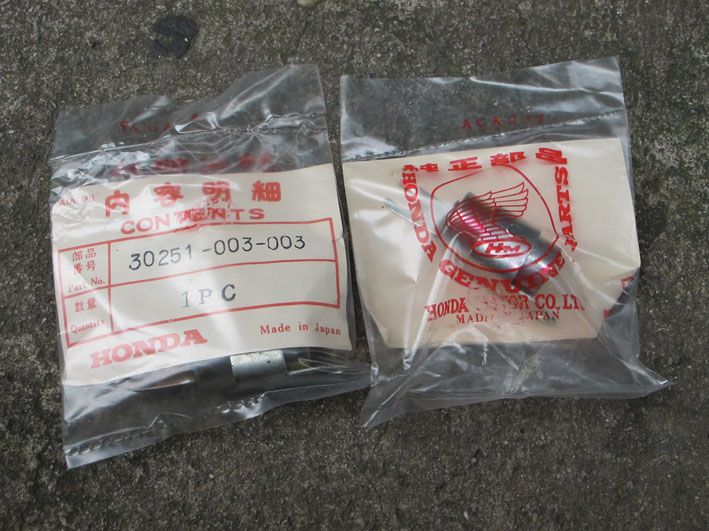 内容明細
CONTENTS
部品
番号
Part No.
30251-003-003
数量
Quantity
1PC
HONDA
Made in Japan
純正部品
HONDA GENUINE PARTS
HM
HONDA MOTOR CO., LTD.
MADE IN JAPAN